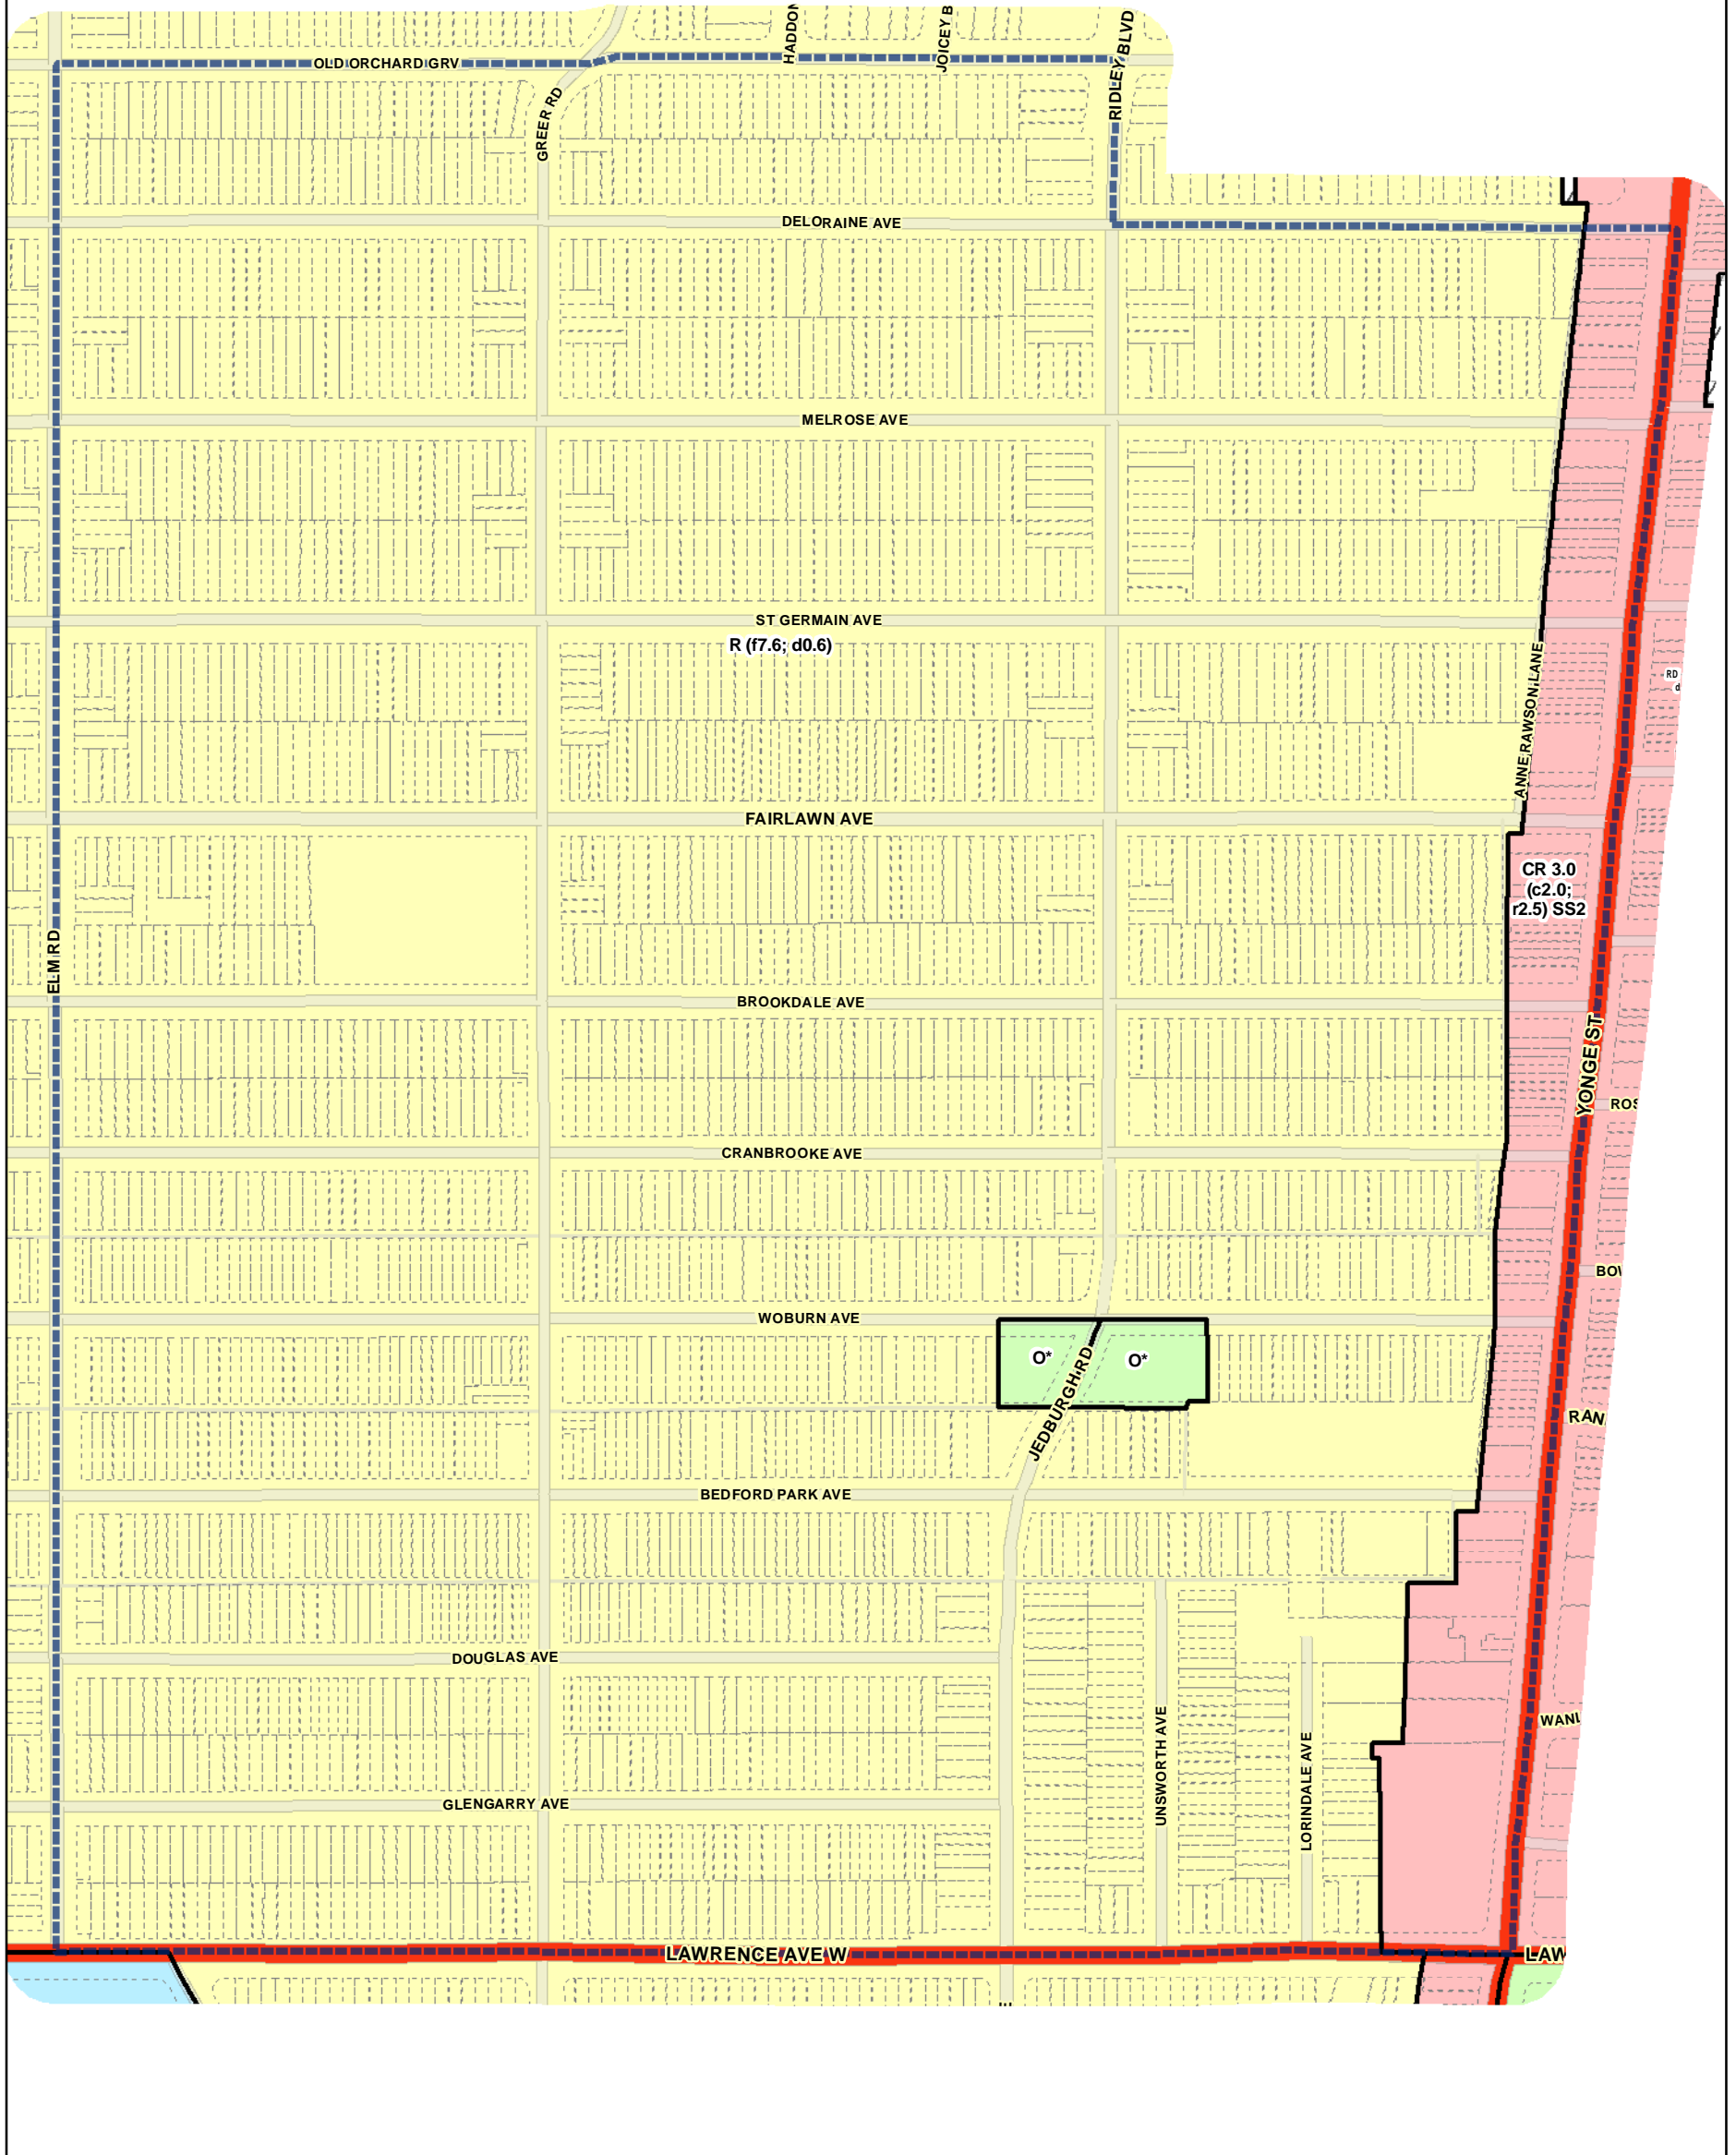 HADDON
JOICEY B
RIDLEY BLVD
OLD ORCHARD GRV
GREER RD
DELORAINE AVE
MELROSE AVE
ST GERMAIN AVE
R (f7.6; d0.6)
ANNE RAWSON LANE
RD
d
FAIRLAWN AVE
CR 3.0
(c2.0;
r2.5) SS2
ELM RD
BROOKDALE AVE
YONGE ST
ROS
CRANBROOKE AVE
BOW
WOBURN AVE
O*
O*
JEDBURGH RD
RAN
BEDFORD PARK AVE
DOUGLAS AVE
UNSWORTH AVE
LORINDALE AVE
WANL
GLENGARRY AVE
LAWRENCE AVE W
LAW